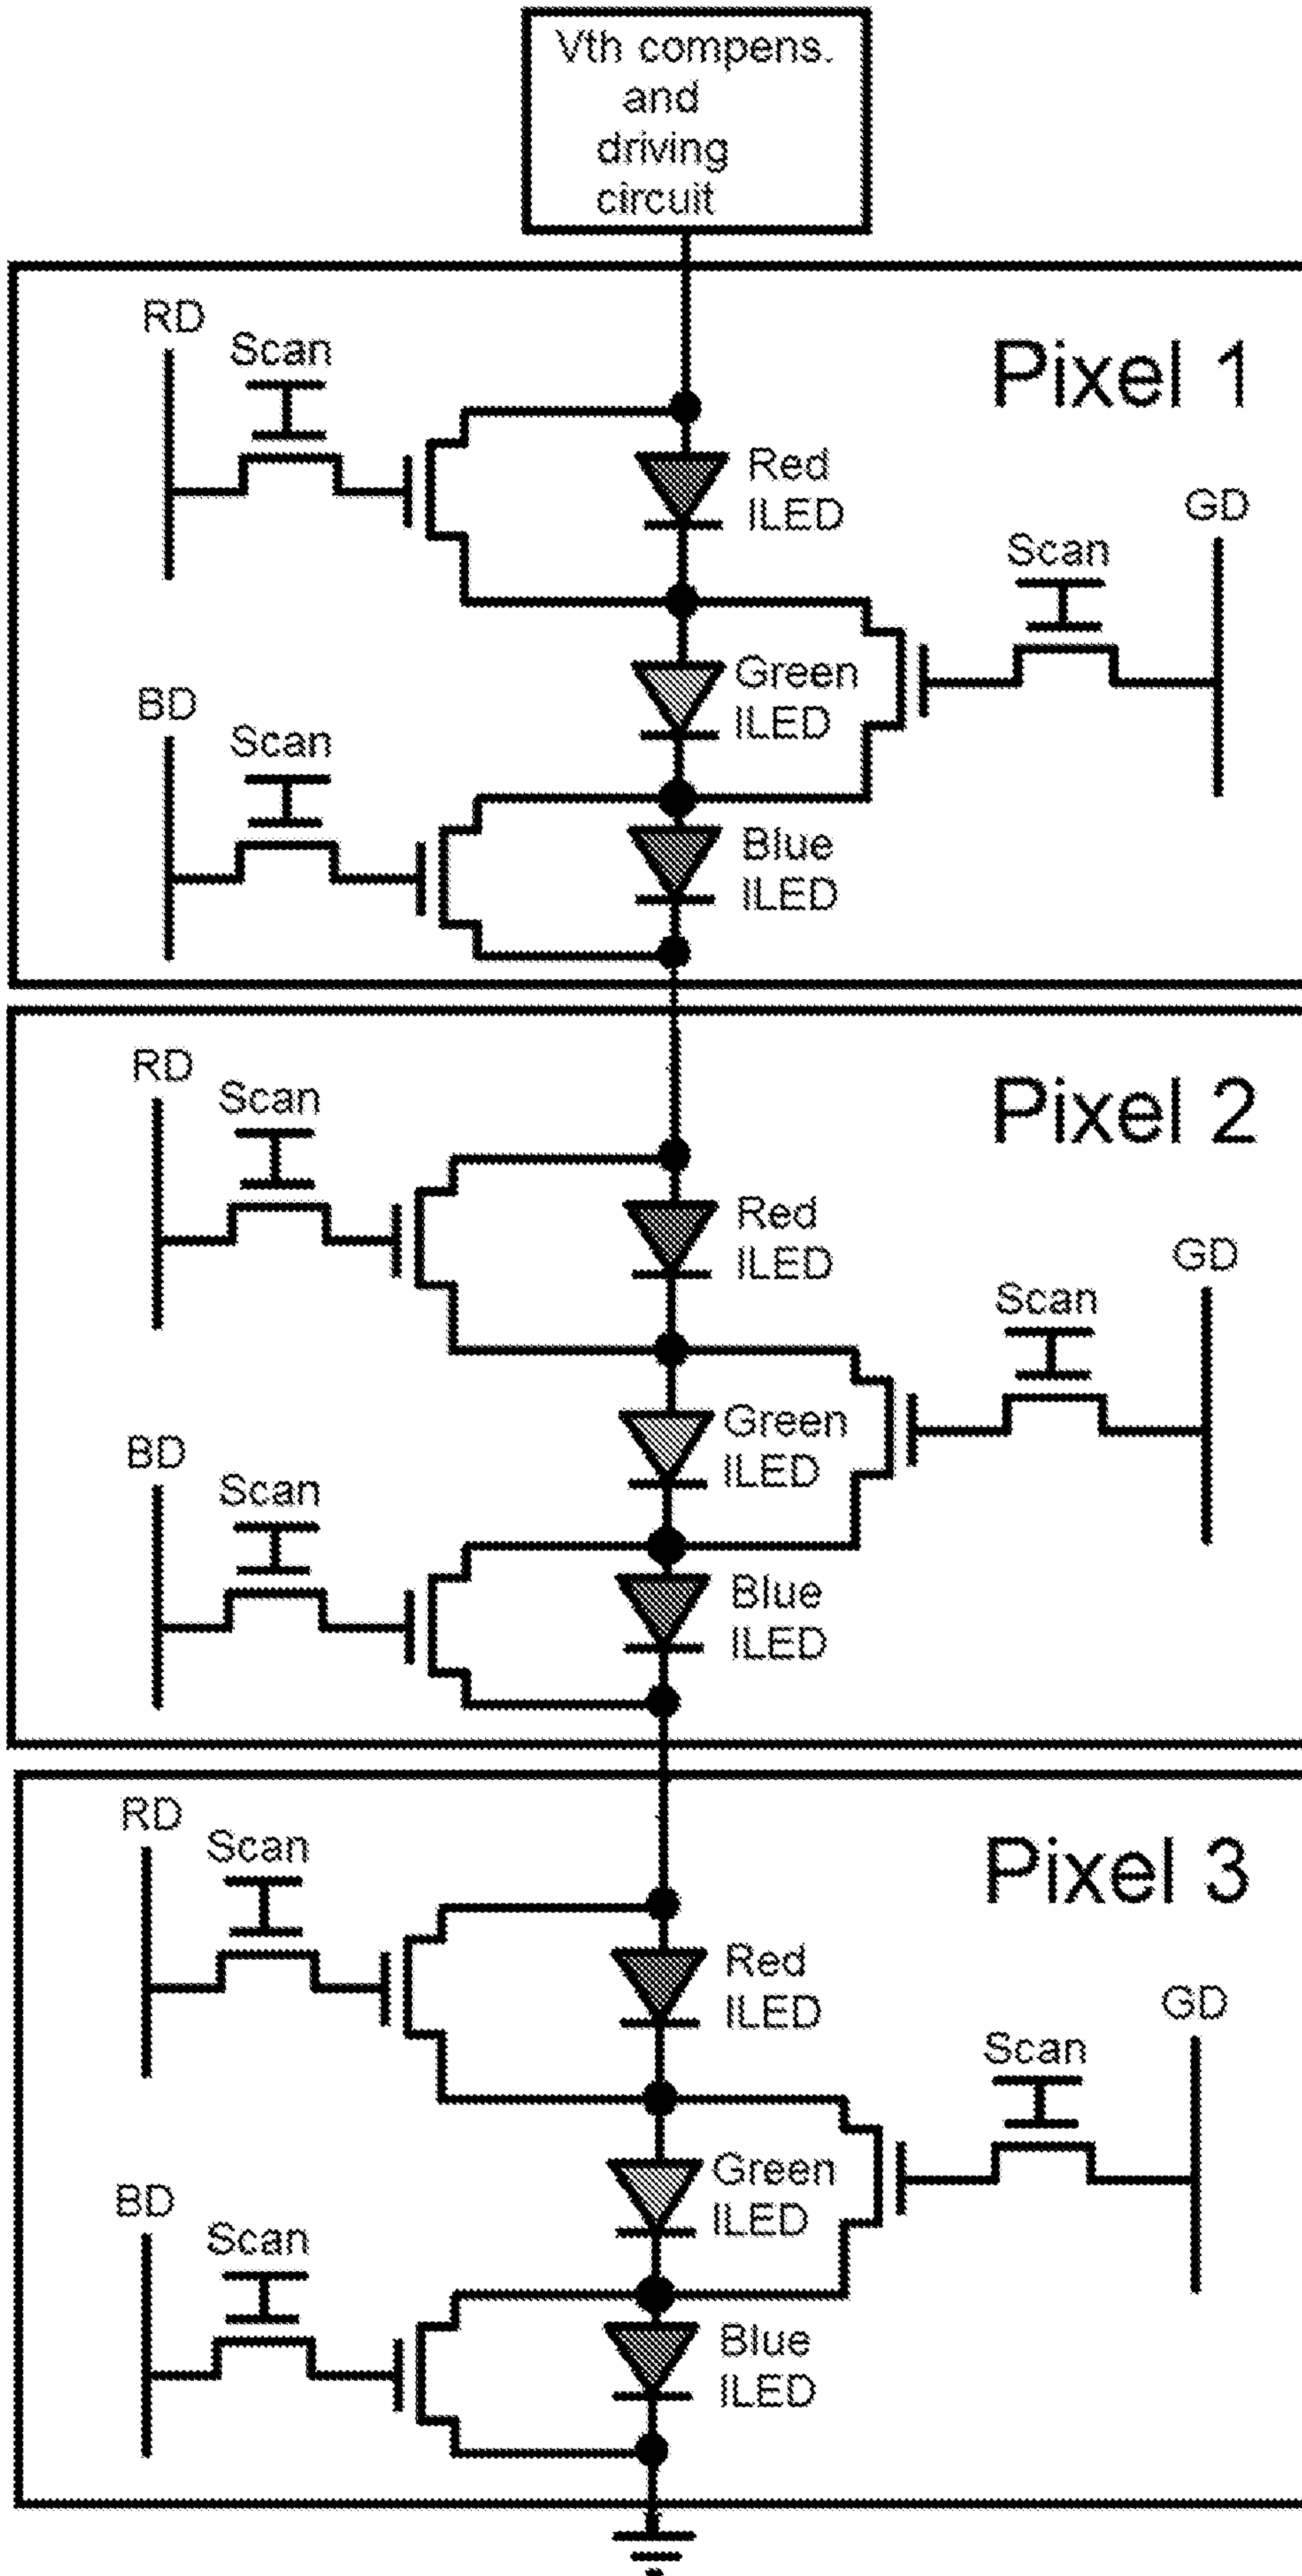 Vth compens.
and
driving
circuit
RD
Scan
Pixel 1
Red
ILED
GD
Scan
Green
ILED
BD
Scan
Blue
ILED
RD
Scan
Pixel 2
Red
ILED
GD
Scan
Green
ILED
BD
Scan
Blue
ILED
RD
Scan
Pixel 3
Red
ILED
GD
Scan
Green
ILED
BD
Scan
Blue
ILED